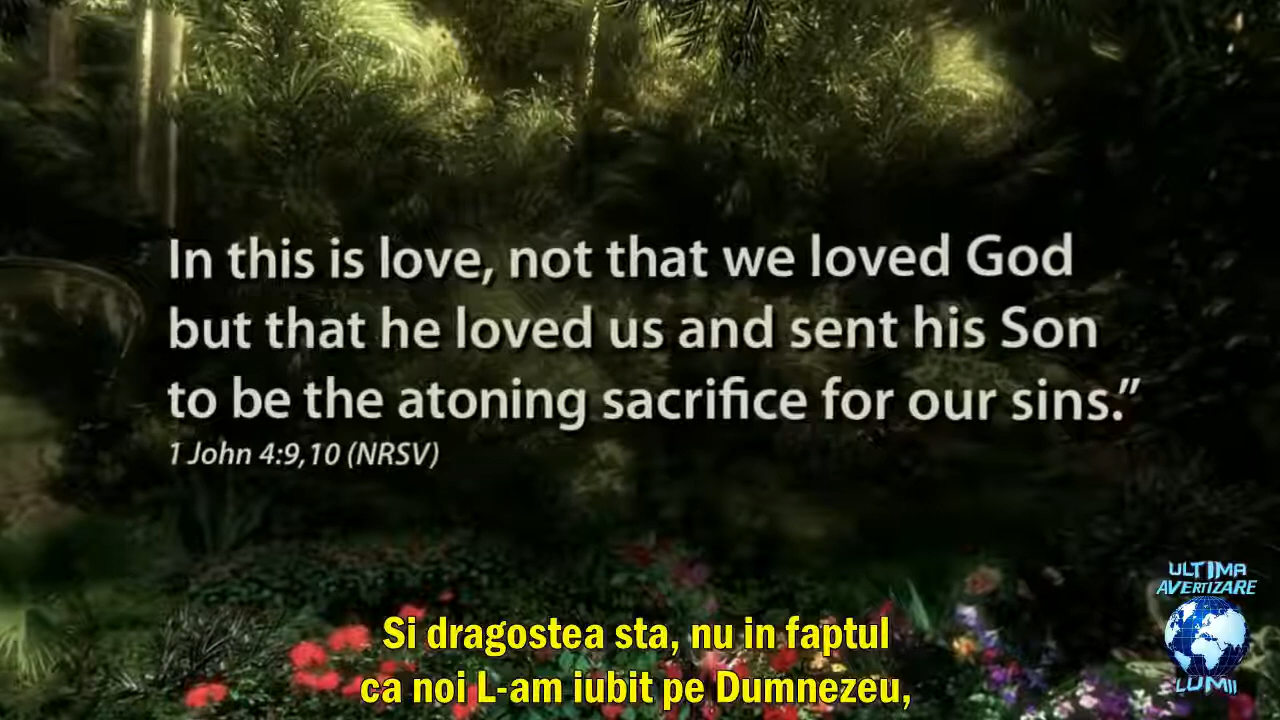 In this is love, not that we loved God
but that he loved us and sent his Son
to be the atoning sacrifice for our sins.”
1 John 4:9,10 (NRSV)
ULTIMA
AVERTIZARE
LUMII
Si dragostea sta, nu in faptul
ca noi L-am iubit pe Dumnezeu,